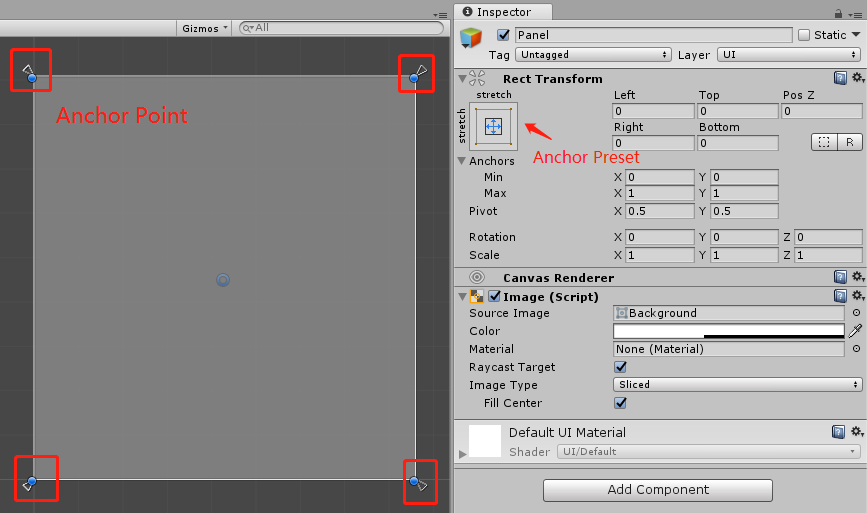 Inspector
Gizmos
All
Panel
Static
Tag Untagged Layer UI
Anchor Point
Rect Transform
stretch
stretch
Left Top Pos Z
0 0 0
Right Bottom
0 0
R
Anchor Preset
Anchors
Min X 0 Y 0
Max X 1 Y 1
Pivot X 0.5 Y 0.5
Rotation X 0 Y 0 Z 0
Scale X 1 Y 1 Z 1
Canvas Renderer
Image (Script)
Source Image Background
Color
Material None (Material)
Raycast Target
Image Type Sliced
Fill Center
Default UI Material
Shader UI/Default
Add Component